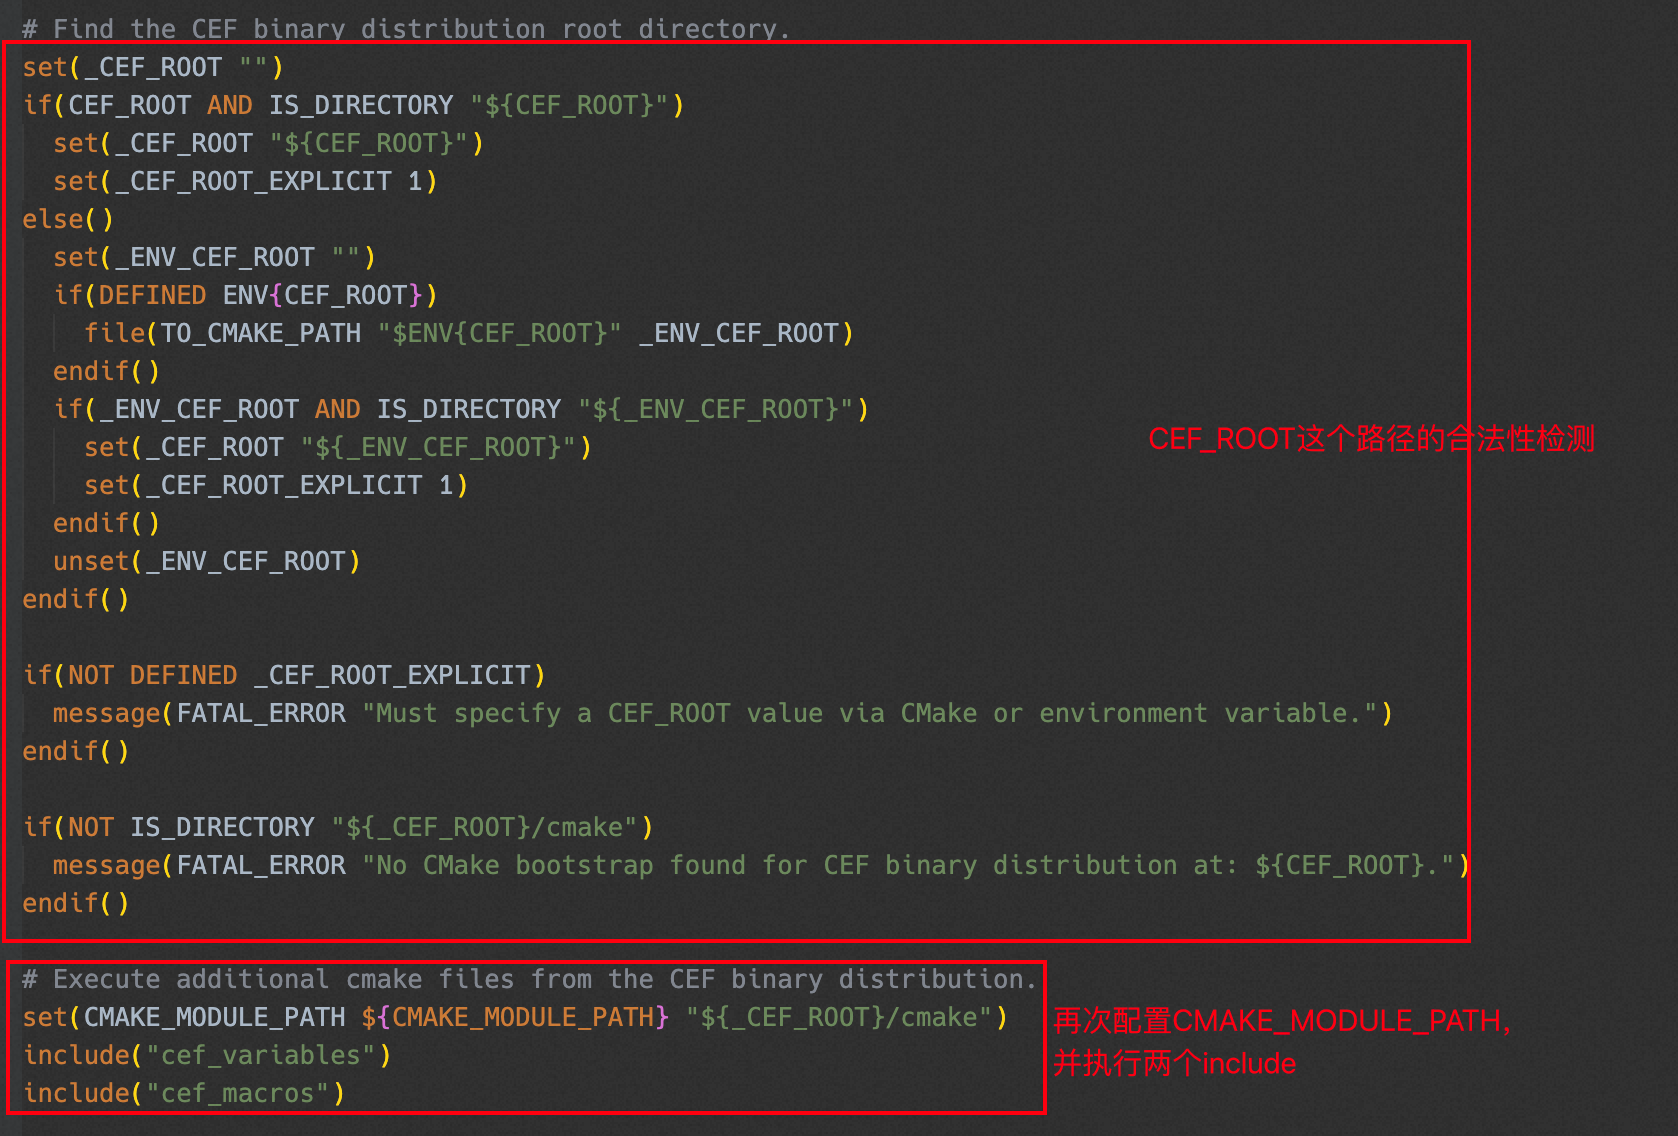 # Find the CEF binary distribution root directory.
set(_CEF_ROOT "")
if(CEF_ROOT AND IS_DIRECTORY "${CEF_ROOT}")
  set(_CEF_ROOT "${CEF_ROOT}")
  set(_CEF_ROOT_EXPLICIT 1)
else()
  set(_ENV_CEF_ROOT "")
  if(DEFINED ENV{CEF_ROOT})
    file(TO_CMAKE_PATH "$ENV{CEF_ROOT}" _ENV_CEF_ROOT)
  endif()
  if(_ENV_CEF_ROOT AND IS_DIRECTORY "${_ENV_CEF_ROOT}")
    set(_CEF_ROOT "${_ENV_CEF_ROOT}")
    set(_CEF_ROOT_EXPLICIT 1)
  endif()
  unset(_ENV_CEF_ROOT)
endif()
if(NOT DEFINED _CEF_ROOT_EXPLICIT)
  message(FATAL_ERROR "Must specify a CEF_ROOT value via CMake or environment variable.")
endif()
if(NOT IS_DIRECTORY "${_CEF_ROOT}/cmake")
  message(FATAL_ERROR "No CMake bootstrap found for CEF binary distribution at: ${CEF_ROOT}.")
endif()
CEF_ROOT这个路径的合法性检测
# Execute additional cmake files from the CEF binary distribution.
set(CMAKE_MODULE_PATH ${CMAKE_MODULE_PATH} "${_CEF_ROOT}/cmake")
include("cef_variables")
include("cef_macros")
再次配置CMAKE_MODULE_PATH，
并执行两个include